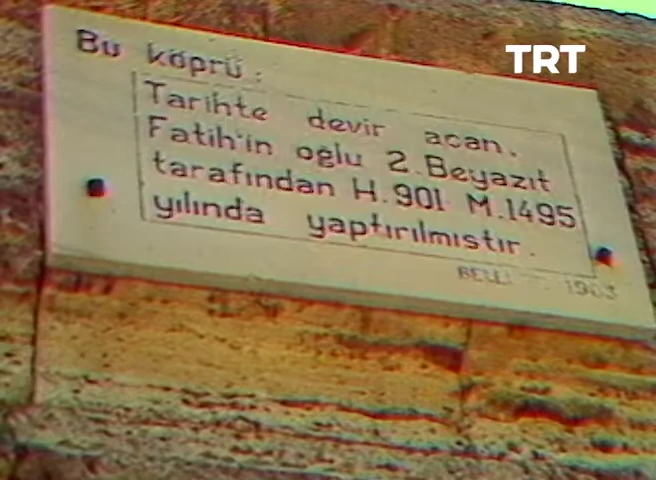 TRT
Bu köprü :
Tarihte devir açan.
Fatih'in oğlu 2.Beyazıt
tarafından H.901 M.1495
yılında yaptırılmıştır.